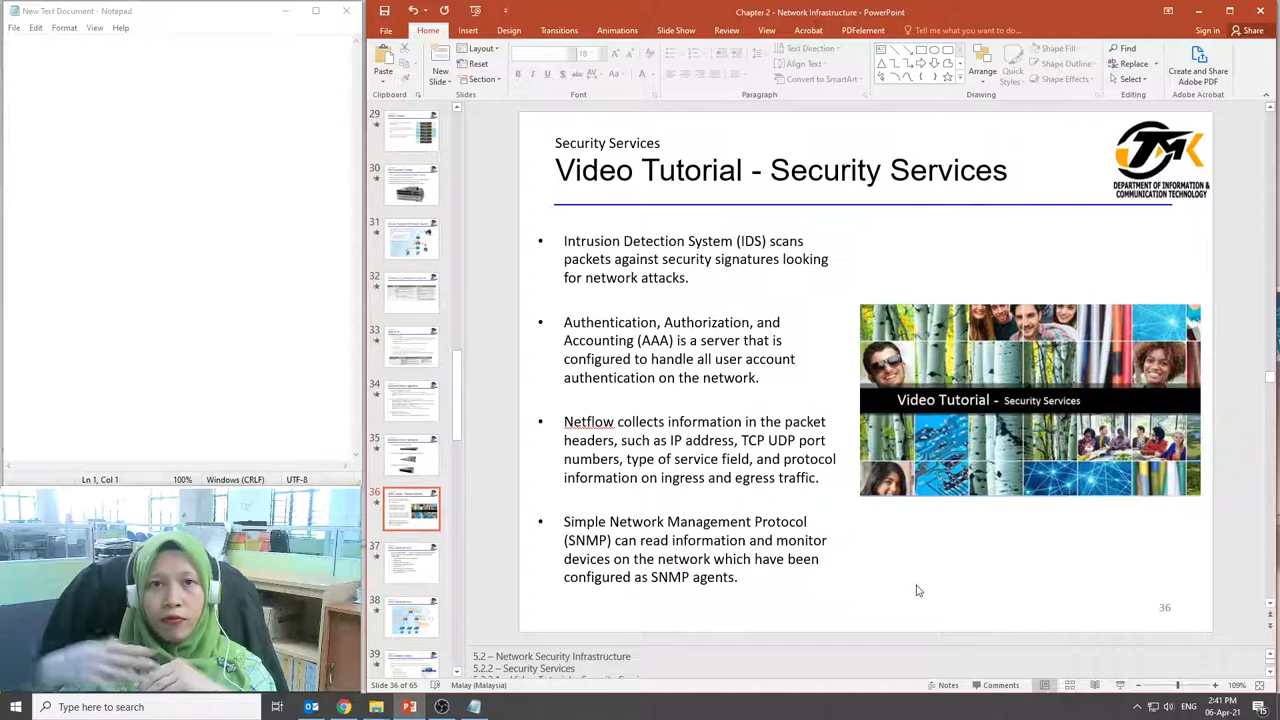 New Text Document - Notepad
File Edit Format View Help
Ln 1, Col 1 100% Windows (CRLF) UTF-8
Chapter 2 - Network Infrastructure - PowerPoint
File Home Insert Design Transitions Animations Slide Show Review View Acrobat PDFelement Tell me what you want to do... Sign in Share
Paste
Clipboard
New
Slide
Layout
Reset
Section
Slides
18
Font
Text Direction
Align Text
Convert to SmartArt
Paragraph
Arrange
Quick
Styles
Shape Fill
Shape Outline
Shape Effects
Drawing
Find
Replace
Select
Editing
Create and Share
Adobe PDF
Adobe Acrobat
29
30
31
32
33
34
35
36
37
38
39
Security Services
Video Tutorial - Security Services
TMK
DEPARTMENT OF INFORMATION &
COMMUNICATION TECHNOLOGY
• Intrusion Detection System (IDS) scans
packets against security signatures looking
for network attacks.
• Authentication, Authorization, and
Accounting (AAA) is a server that is
configured to handle all user account
authentication on the network.
• Netflow collects information in the packet
headers, such as IP address, TCP UDP port
numbers, type of service field, and protocol
information on ingress and egress traffic.
• Simple Network Management Protocol
(SNMP) can read information and monitor
devices on the network which have been
configured as SNMP agents.
Video Tutorial - Security Services
36
5.2 – Network Security Infrastructure
5.2.2 – Security Services
Slide 36 of 65 Malay (Malaysia) Notes Comments 109%
Type here to search
2:41 PM
06-Apr-21